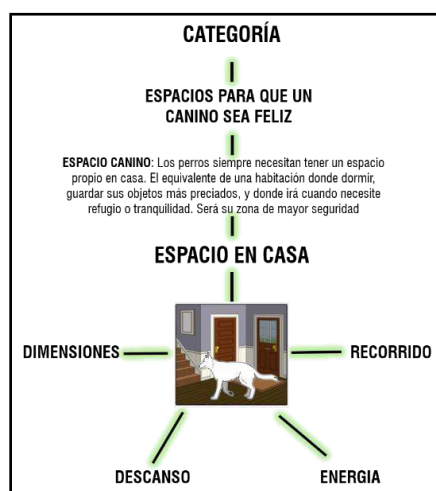 CATEGORÍA
ESPACIOS PARA QUE UN
CANINO SEA FELIZ
ESPACIO CANINO: Los perros siempre necesitan tener un espacio
propio en casa. El equivalente de una habitación donde dormir,
guardar sus objetos más preciados, y donde irá cuando necesite
refugio o tranquilidad. Será su zona de mayor seguridad
ESPACIO EN CASA
DIMENSIONES
RECORRIDO
DESCANSO
ENERGIA